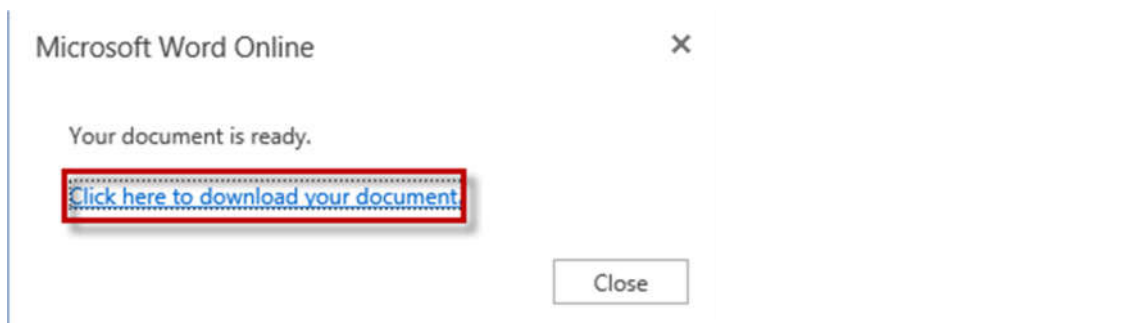 Microsoft Word Online
Your document is ready.
Click here to download your document.
Close